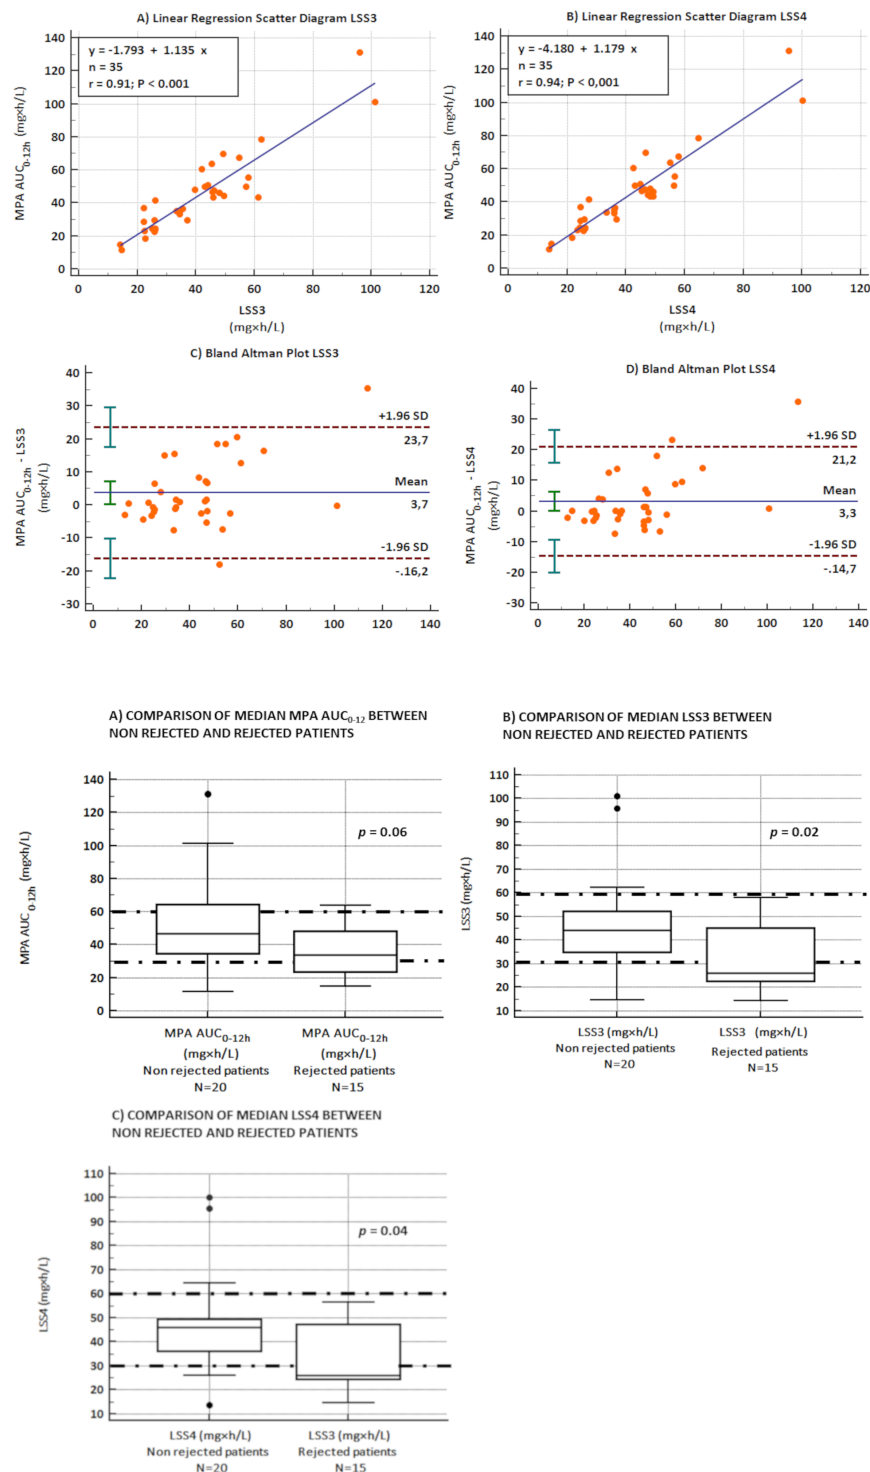 A) Linear Regression Scatter Diagram LSS3
MPA AUC0-12h (mg×h/L)
140
120
100
80
60
40
20
0
y = -1.793 + 1.135 x
n = 35
r = 0.91; P < 0.001
0 20 40 60 80 100 120
LSS3
(mg×h/L)
B) Linear Regression Scatter Diagram LSS4
MPA AUC0-12h (mg×h/L)
140
120
100
80
60
40
20
0
y = -4.180 + 1.179 x
n = 35
r = 0.94; P < 0,001
0 20 40 60 80 100 120
LSS4
(mg×h/L)
C) Bland Altman Plot LSS3
MPA AUC0-12h - LSS3
(mg×h/L)
40
30
20
10
0
-10
-20
-30
+1.96 SD
23,7
Mean
3,7
-1.96 SD
-.16,2
0 20 40 60 80 100 120 140
D) Bland Altman Plot LSS4
MPA AUC0-12h - LSS4
(mg×h/L)
40
30
20
10
0
-10
-20
-30
+1.96 SD
21,2
Mean
3,3
-1.96 SD
-.14,7
0 20 40 60 80 100 120 140
A) COMPARISON OF MEDIAN MPA AUC0-12 BETWEEN
NON REJECTED AND REJECTED PATIENTS
MPA AUC0-12h (mg×h/L)
140
120
100
80
60
40
20
0
p = 0.06
MPA AUC0-12h MPA AUC0-12h
(mg×h/L) (mg×h/L)
Non rejected patients Rejected patients
N=20 N=15
B) COMPARISON OF MEDIAN LSS3 BETWEEN
NON REJECTED AND REJECTED PATIENTS
LSS3 (mg×h/L)
110
100
90
80
70
60
50
40
30
20
10
p = 0.02
LSS3 (mg×h/L) LSS3 (mg×h/L)
Non rejected patients Rejected patients
N=20 N=15
C) COMPARISON OF MEDIAN LSS4 BETWEEN
NON REJECTED AND REJECTED PATIENTS
LSS4 (mg×h/L)
110
100
90
80
70
60
50
40
30
20
10
p = 0.04
LSS4 (mg×h/L) LSS3 (mg×h/L)
Non rejected patients Rejected patients
N=20 N=15